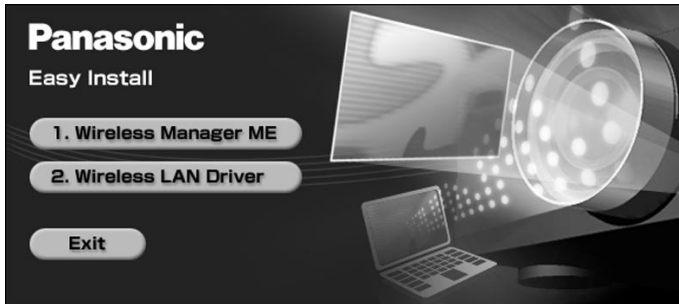 Panasonic
Easy Install
1. Wireless Manager ME
2. Wireless LAN Driver
Exit